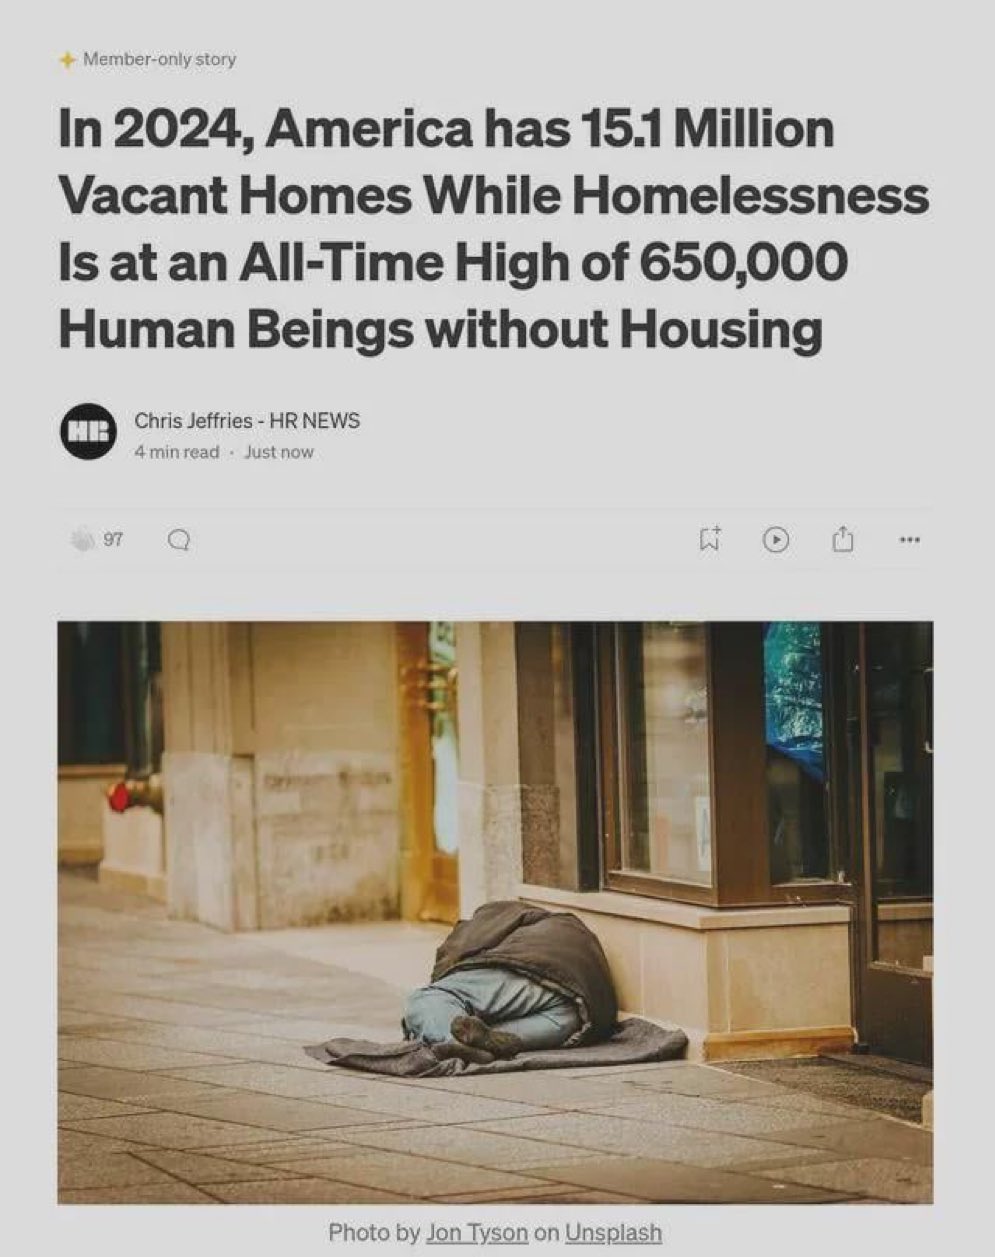 Member-only story
In 2024, America has 15.1 Million
Vacant Homes While Homelessness
Is at an All-Time High of 650,000
Human Beings without Housing
HR
Chris Jeffries - HR NEWS
4 min read · Just now
97
Photo by Jon Tyson on Unsplash